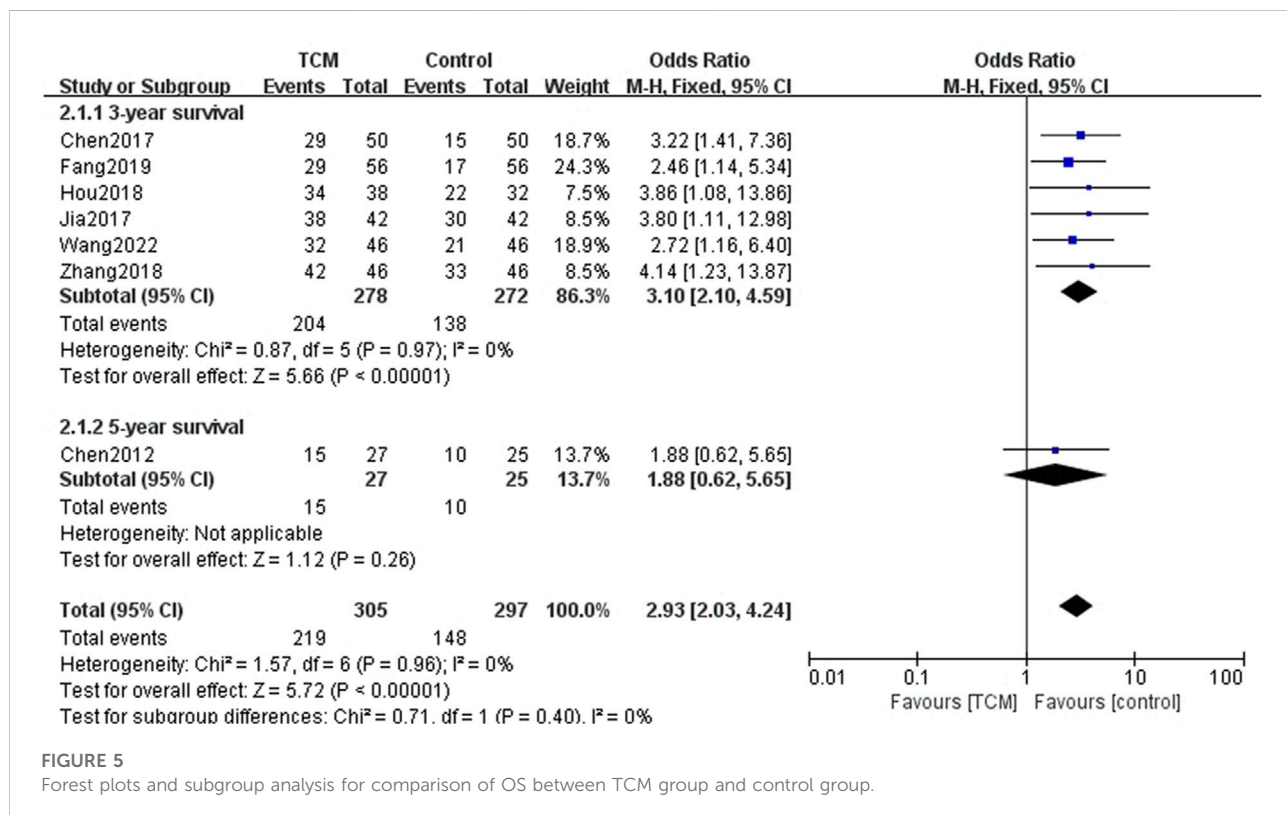 TCM Control Odds Ratio Odds Ratio
Study or Subgroup Events Total Events Total Weight M-H, Fixed, 95% CI M-H, Fixed, 95% CI
2.1.1 3-year survival
Chen2017 29 50 15 50 18.7% 3.22 [1.41, 7.36]
Fang2019 29 56 17 56 24.3% 2.46 [1.14, 5.34]
Hou2018 34 38 22 32 7.5% 3.86 [1.08, 13.86]
Jia2017 38 42 30 42 8.5% 3.80 [1.11, 12.98]
Wang2022 32 46 21 46 18.9% 2.72 [1.16, 6.40]
Zhang2018 42 46 33 46 8.5% 4.14 [1.23, 13.87]
Subtotal (95% CI) 278 272 86.3% 3.10 [2.10, 4.59]
Total events 204 138
Heterogeneity: Chi² = 0.87, df = 5 (P = 0.97); I² = 0%
Test for overall effect: Z = 5.66 (P < 0.00001)
2.1.2 5-year survival
Chen2012 15 27 10 25 13.7% 1.88 [0.62, 5.65]
Subtotal (95% CI) 27 25 13.7% 1.88 [0.62, 5.65]
Total events 15 10
Heterogeneity: Not applicable
Test for overall effect: Z = 1.12 (P = 0.26)
Total (95% CI) 305 297 100.0% 2.93 [2.03, 4.24]
Total events 219 148
Heterogeneity: Chi² = 1.57, df = 6 (P = 0.96); I² = 0%
Test for overall effect: Z = 5.72 (P < 0.00001)
Test for subgroup differences: Chi² = 0.71, df = 1 (P = 0.40), I² = 0%
0.01 0.1 1 10 100
Favours [TCM] Favours [control]
FIGURE 5
Forest plots and subgroup analysis for comparison of OS between TCM group and control group.